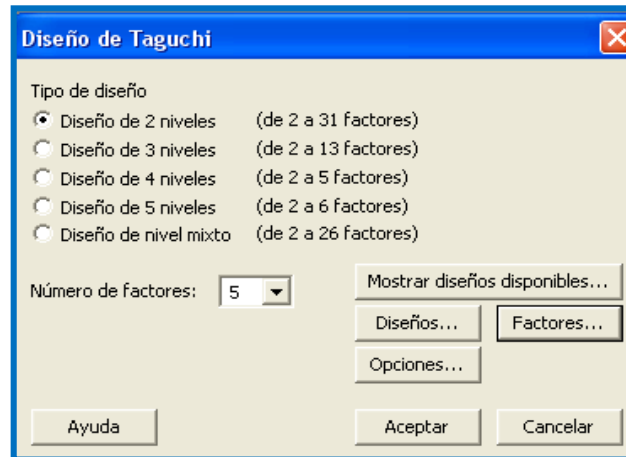 Diseño de Taguchi
Tipo de diseño
Diseño de 2 niveles (de 2 a 31 factores)
Diseño de 3 niveles (de 2 a 13 factores)
Diseño de 4 niveles (de 2 a 5 factores)
Diseño de 5 niveles (de 2 a 6 factores)
Diseño de nivel mixto (de 2 a 26 factores)
Número de factores: 5
Mostrar diseños disponibles...
Diseños... Factores...
Opciones...
Ayuda Aceptar Cancelar